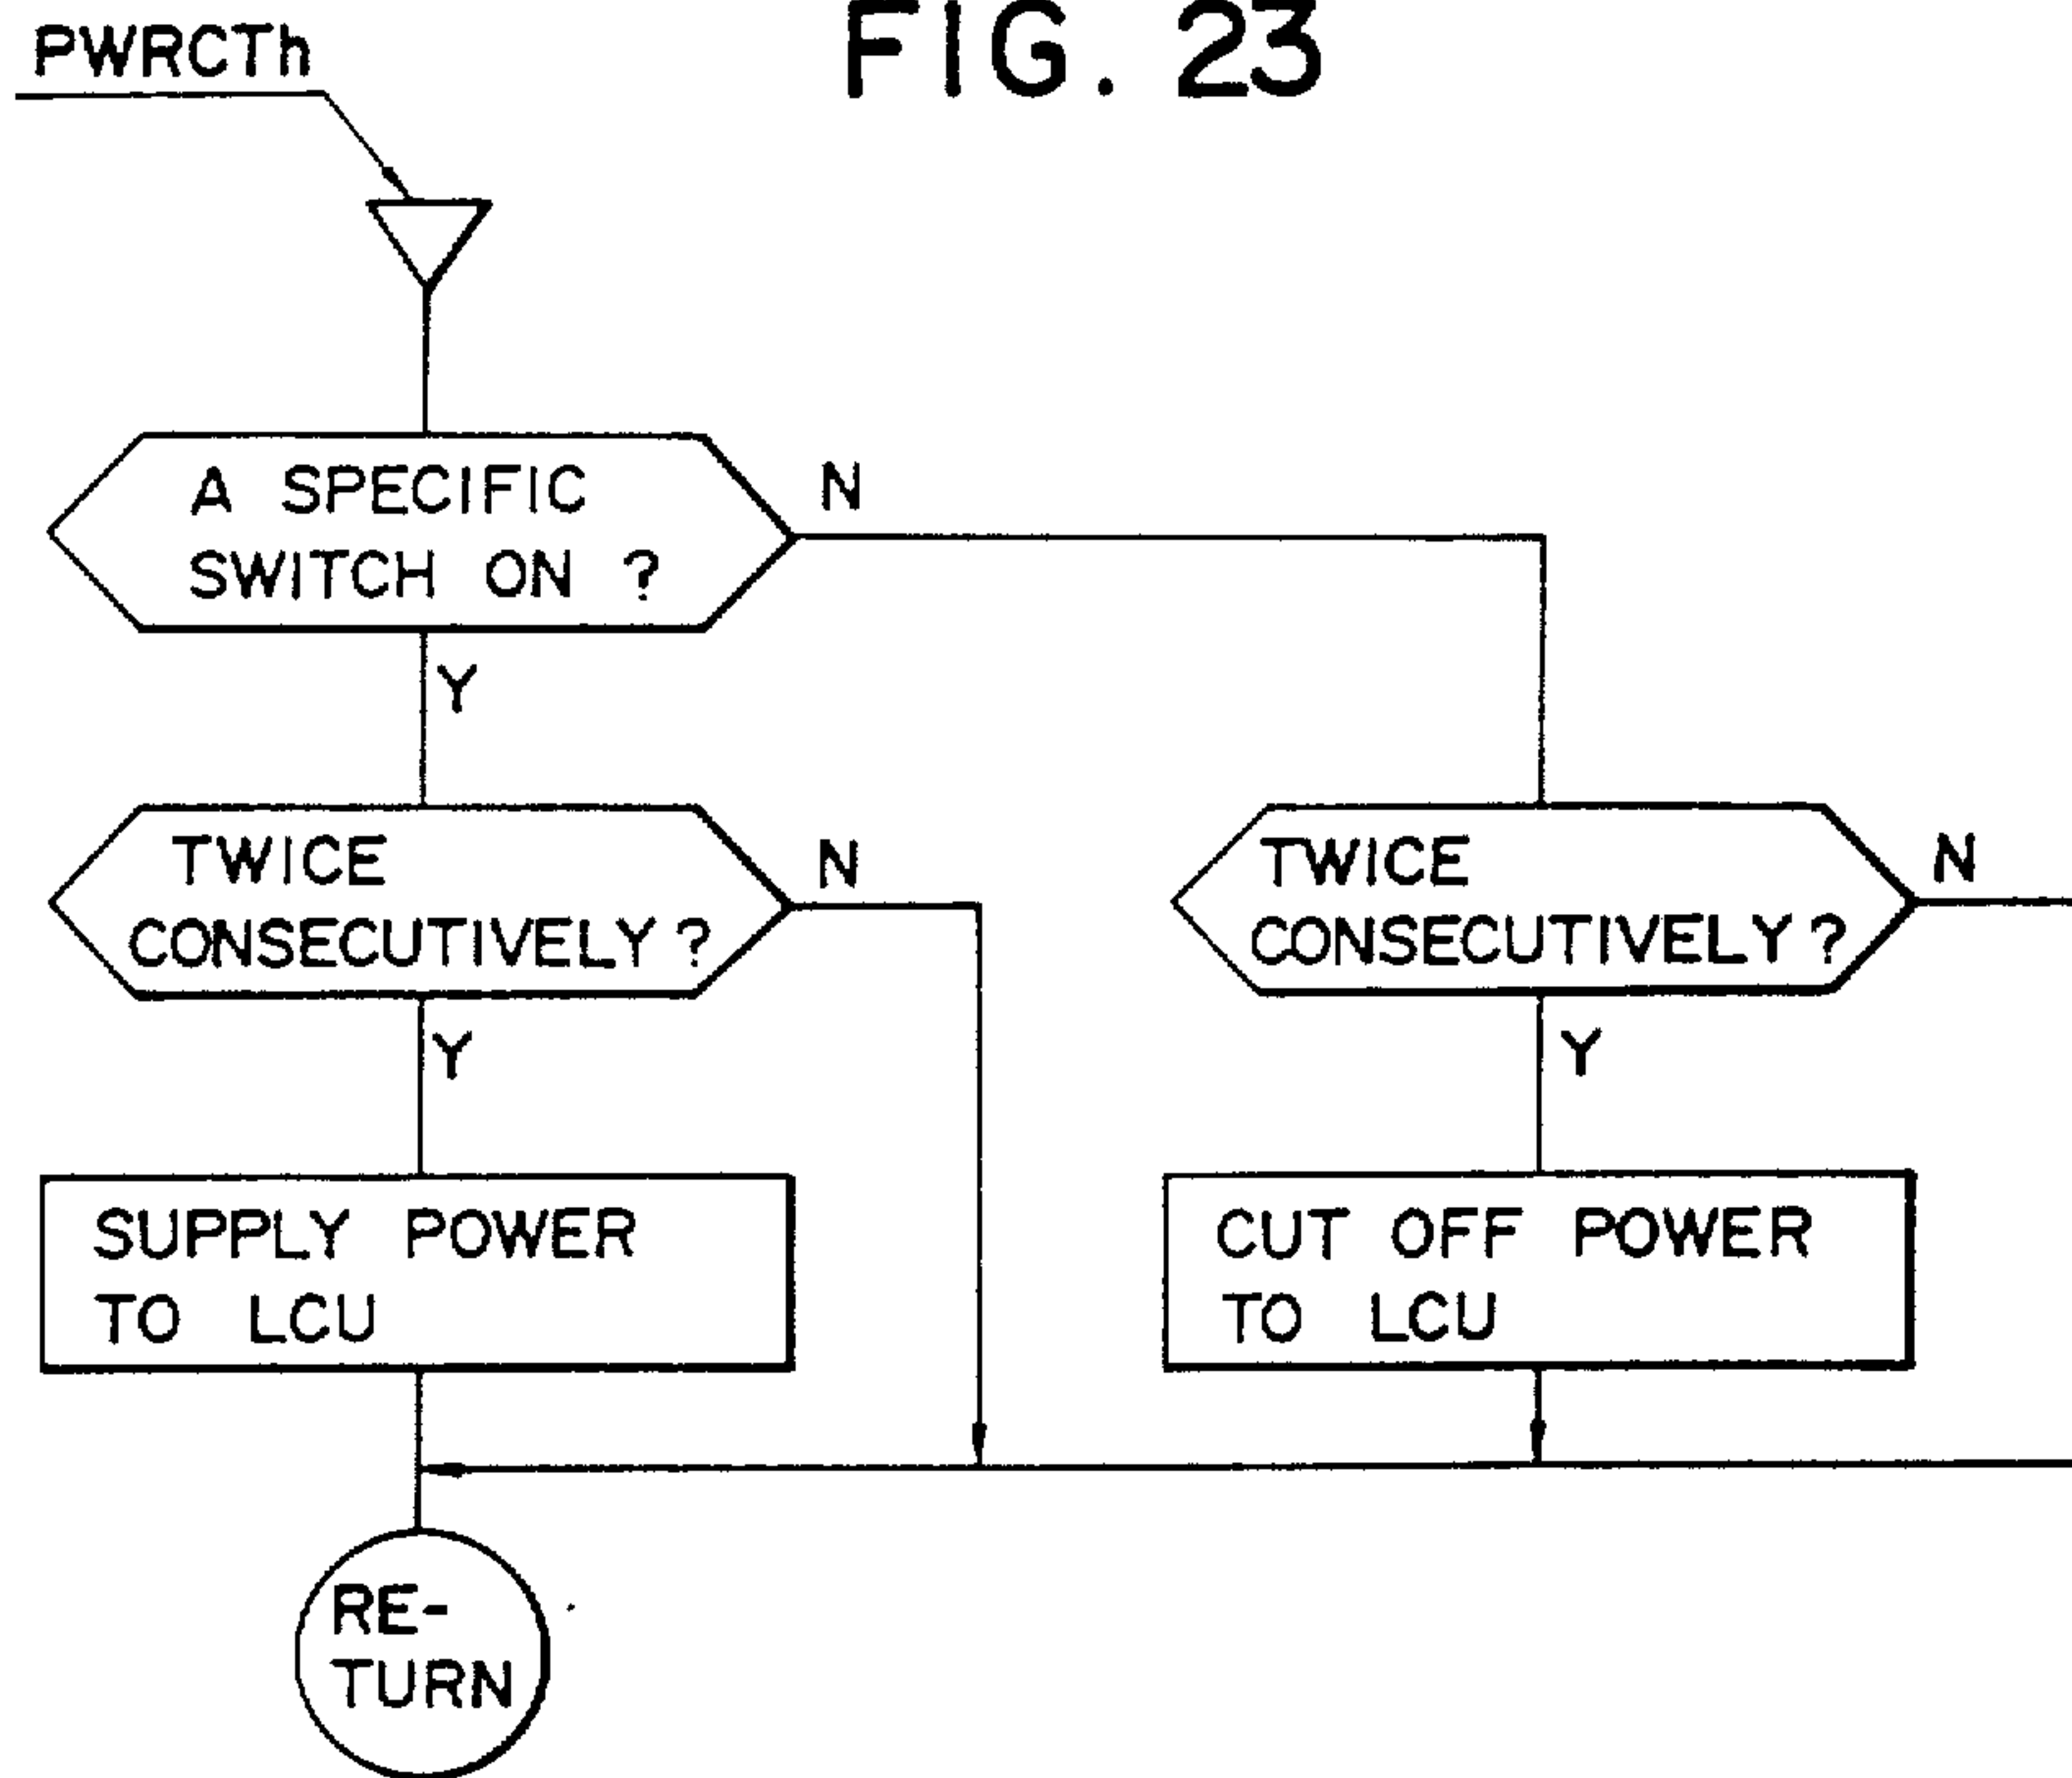 PWRCTh
FIG. 23
A SPECIFIC
SWITCH ON ?
N
Y
TWICE
CONSECUTIVELY ?
N
TWICE
CONSECUTIVELY ?
N
Y
Y
SUPPLY POWER
TO LCU
CUT OFF POWER
TO LCU
RE-
TURN